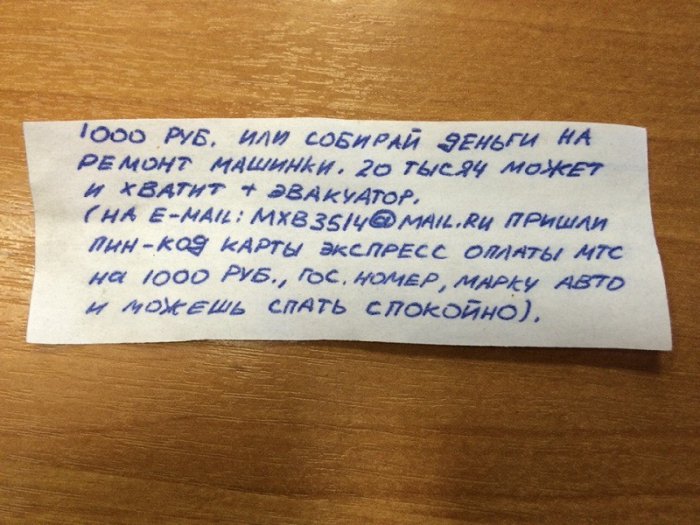 1000 РУБ. ИЛИ СОБИРАЙ ДЕНЬГИ НА
РЕМОНТ МАШИНКИ. 20 ТЫСЯЧ МОЖЕТ
И ХВАТИТ + ЭВАКУАТОР.
(НА E-MAIL: MXB3514@MAIL.RU ПРИШЛИ
ПИН-КОД КАРТЫ ЭКСПРЕСС ОПЛАТЫ МТС
НА 1000 РУБ., ГОС. НОМЕР, МАРКУ АВТО
И МОЖЕШЬ СПАТЬ СПОКОЙНО).